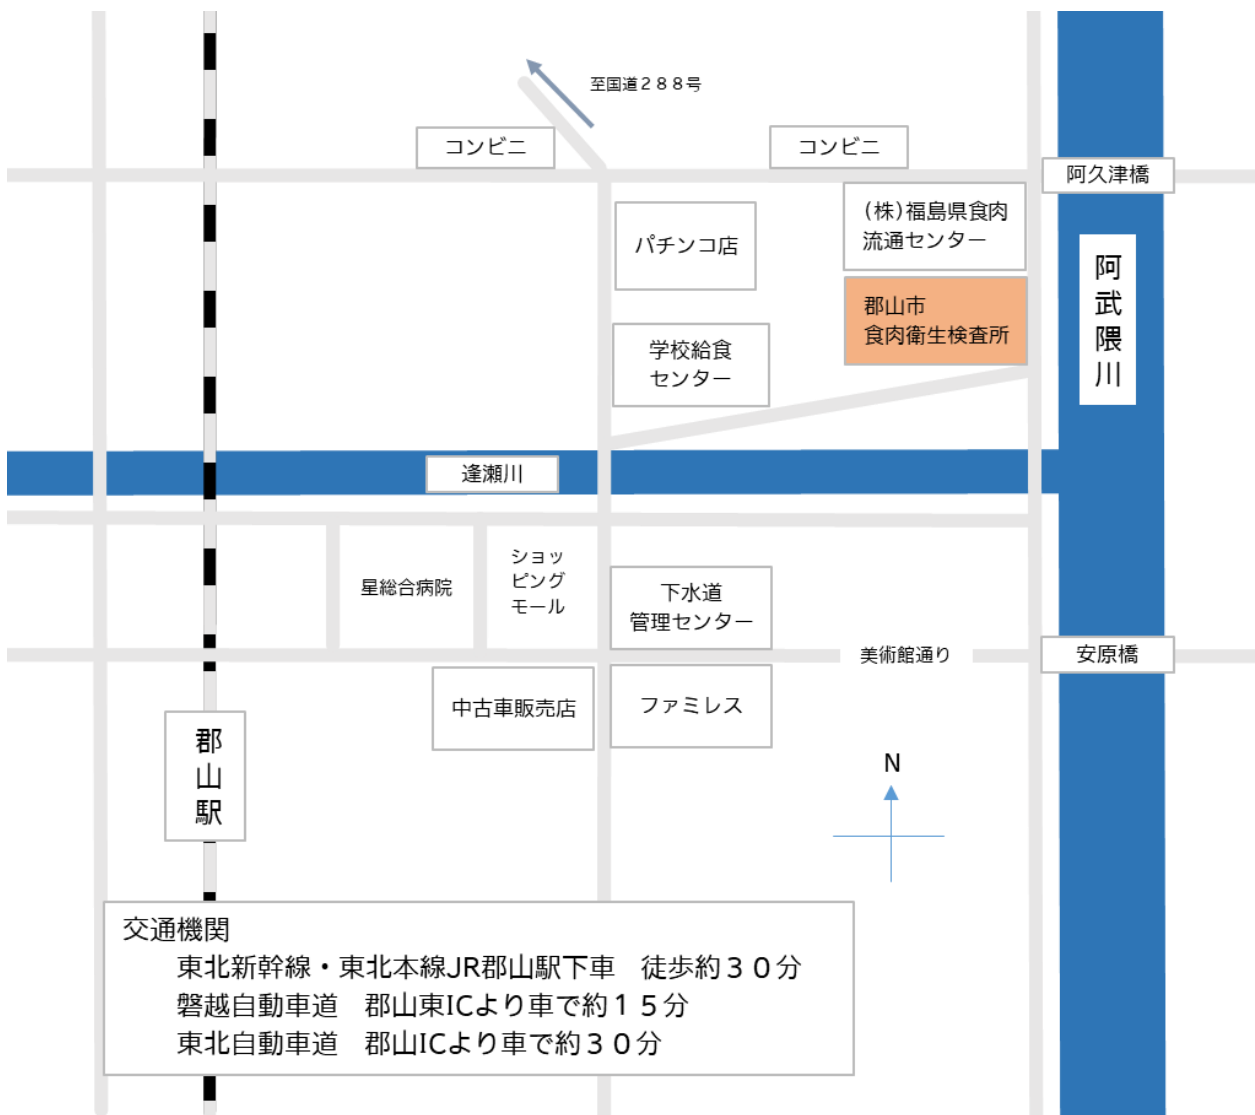 至国道２８８号
コンビニ
コンビニ
阿久津橋
(株)福島県食肉
流通センター
パチンコ店
阿武隈川
郡山市
食肉衛生検査所
学校給食
センター
逢瀬川
ショッ
ピング
モール
星総合病院
下水道
管理センター
美術館通り
安原橋
中古車販売店
ファミレス
郡山駅
N
交通機関
東北新幹線・東北本線JR郡山駅下車　徒歩約３０分
磐越自動車道　郡山東ICより車で約１５分
東北自動車道　郡山ICより車で約３０分